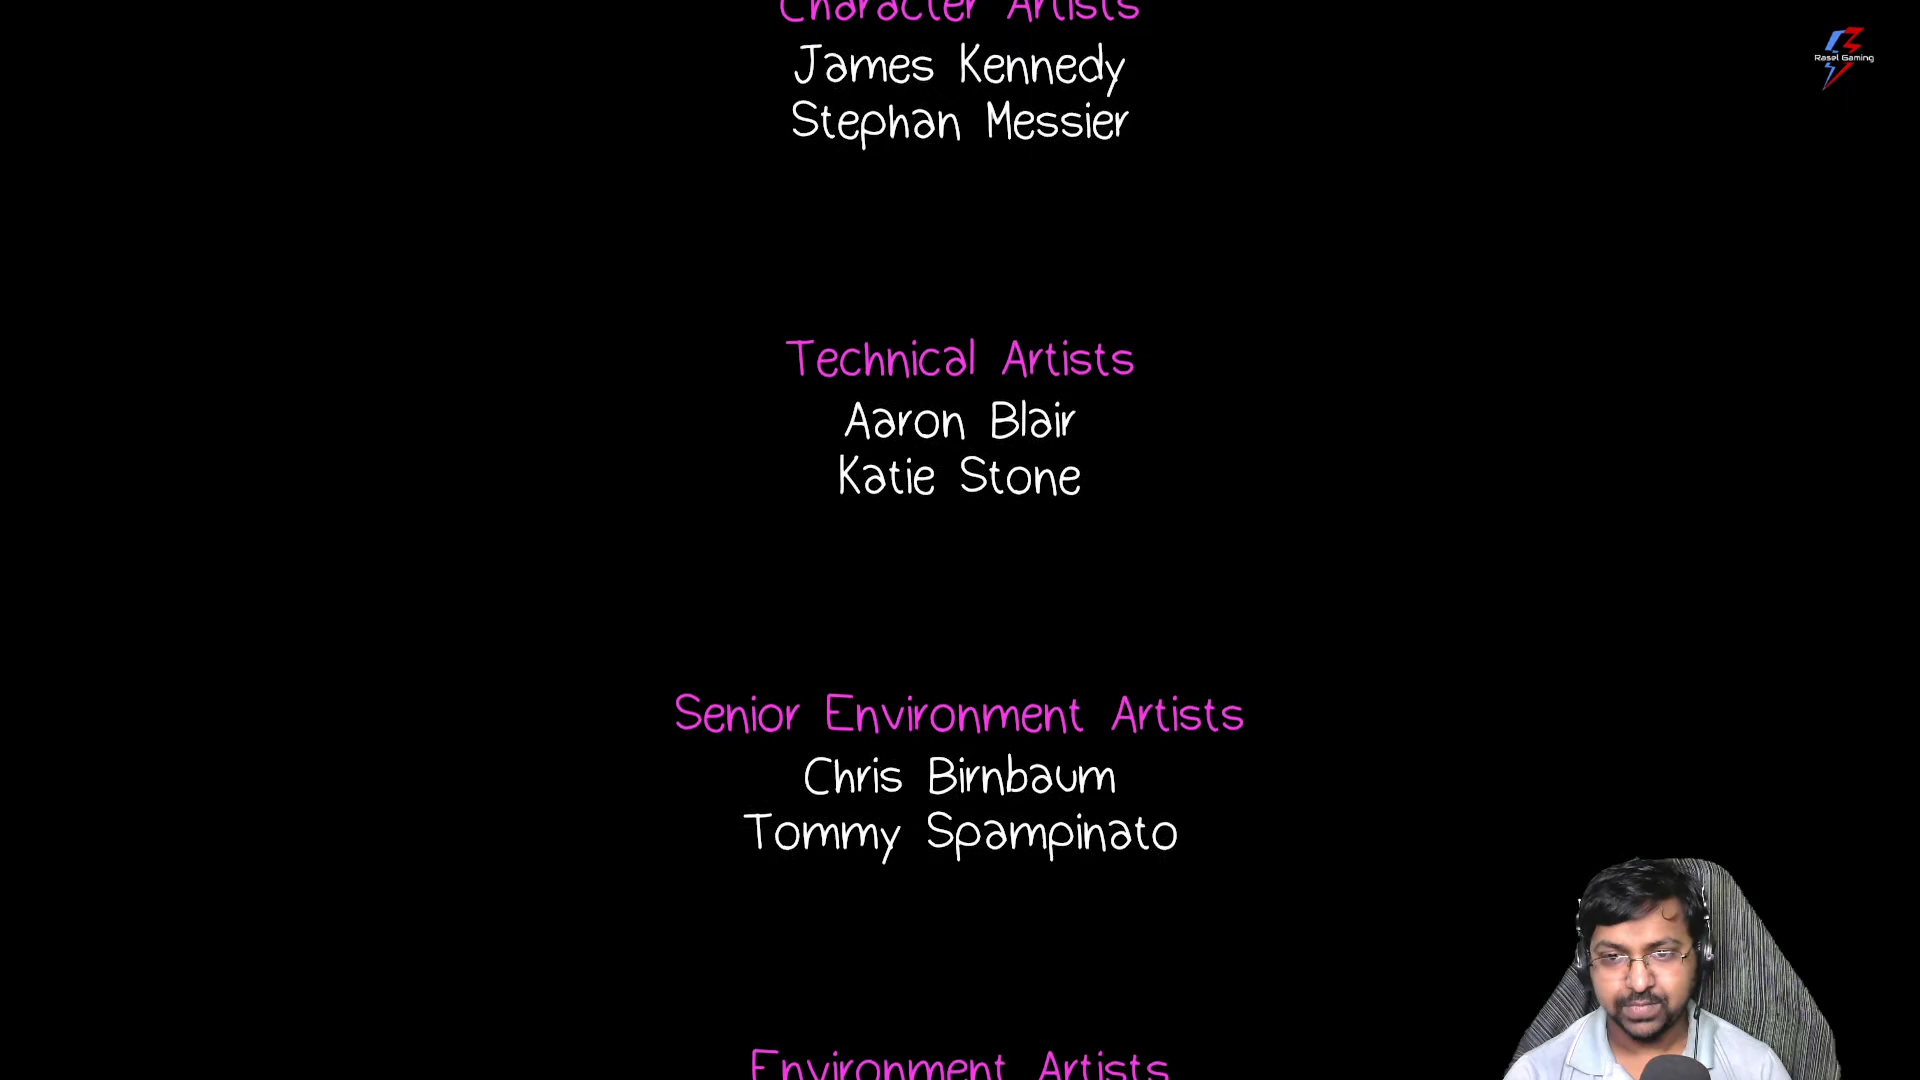 Character Artists
James Kennedy
Stephan Messier
Rasel Gaming
Technical Artists
Aaron Blair
Katie Stone
Senior Environment Artists
Chris Birnbaum
Tommy Spampinato
Environment Artists